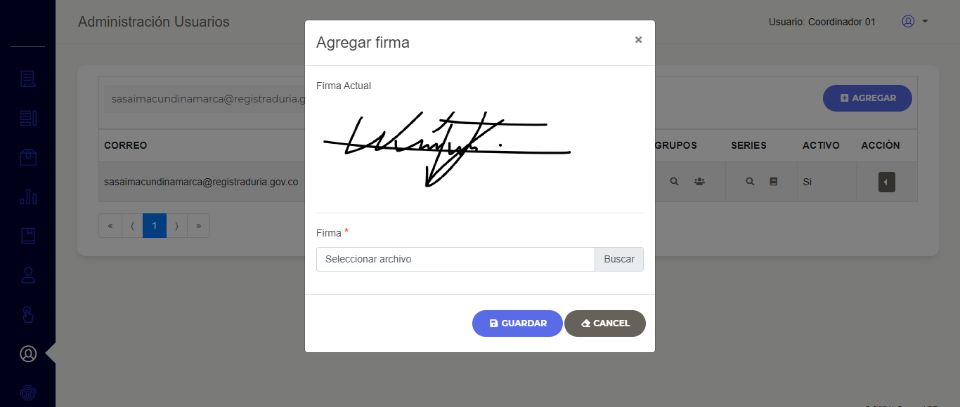 Administración Usuarios
Usuario: Coordinador 01
Agregar firma
×
Firma Actual
sasaimacundinamarca@registraduria.g
AGREGAR
CORREO
GRUPOS SERIES ACTIVO ACCIÓN
sasaimacundinamarca@registraduria.gov.co
Si
« ⟨ 1 ⟩ »
Firma *
Seleccionar archivo
Buscar
GUARDAR
CANCEL